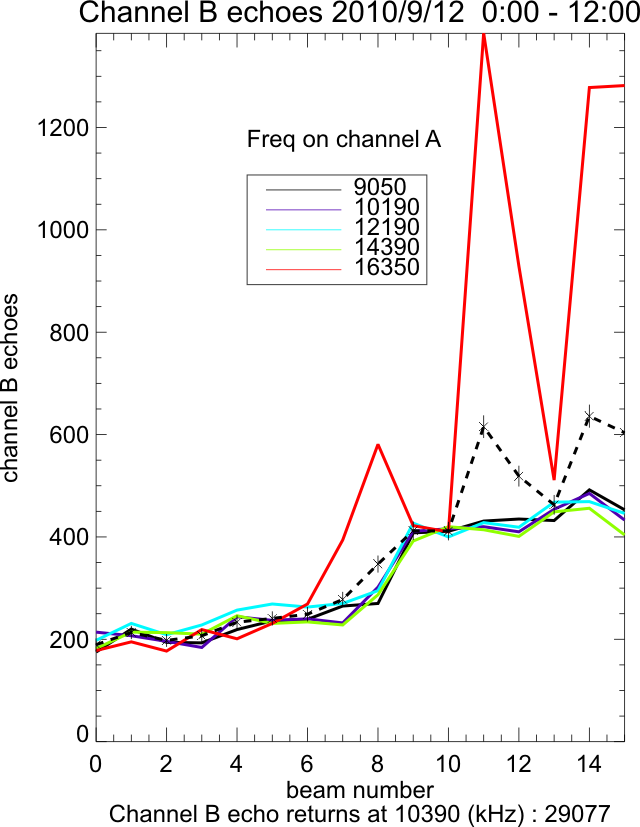 Channel B echoes 2010/9/12  0:00 - 12:00
Freq on channel A
9050
10190
12190
14390
16350
channel B echoes
1200
1000
800
600
400
200
0
0 2 4 6 8 10 12 14
beam number
Channel B echo returns at 10390 (kHz) : 29077